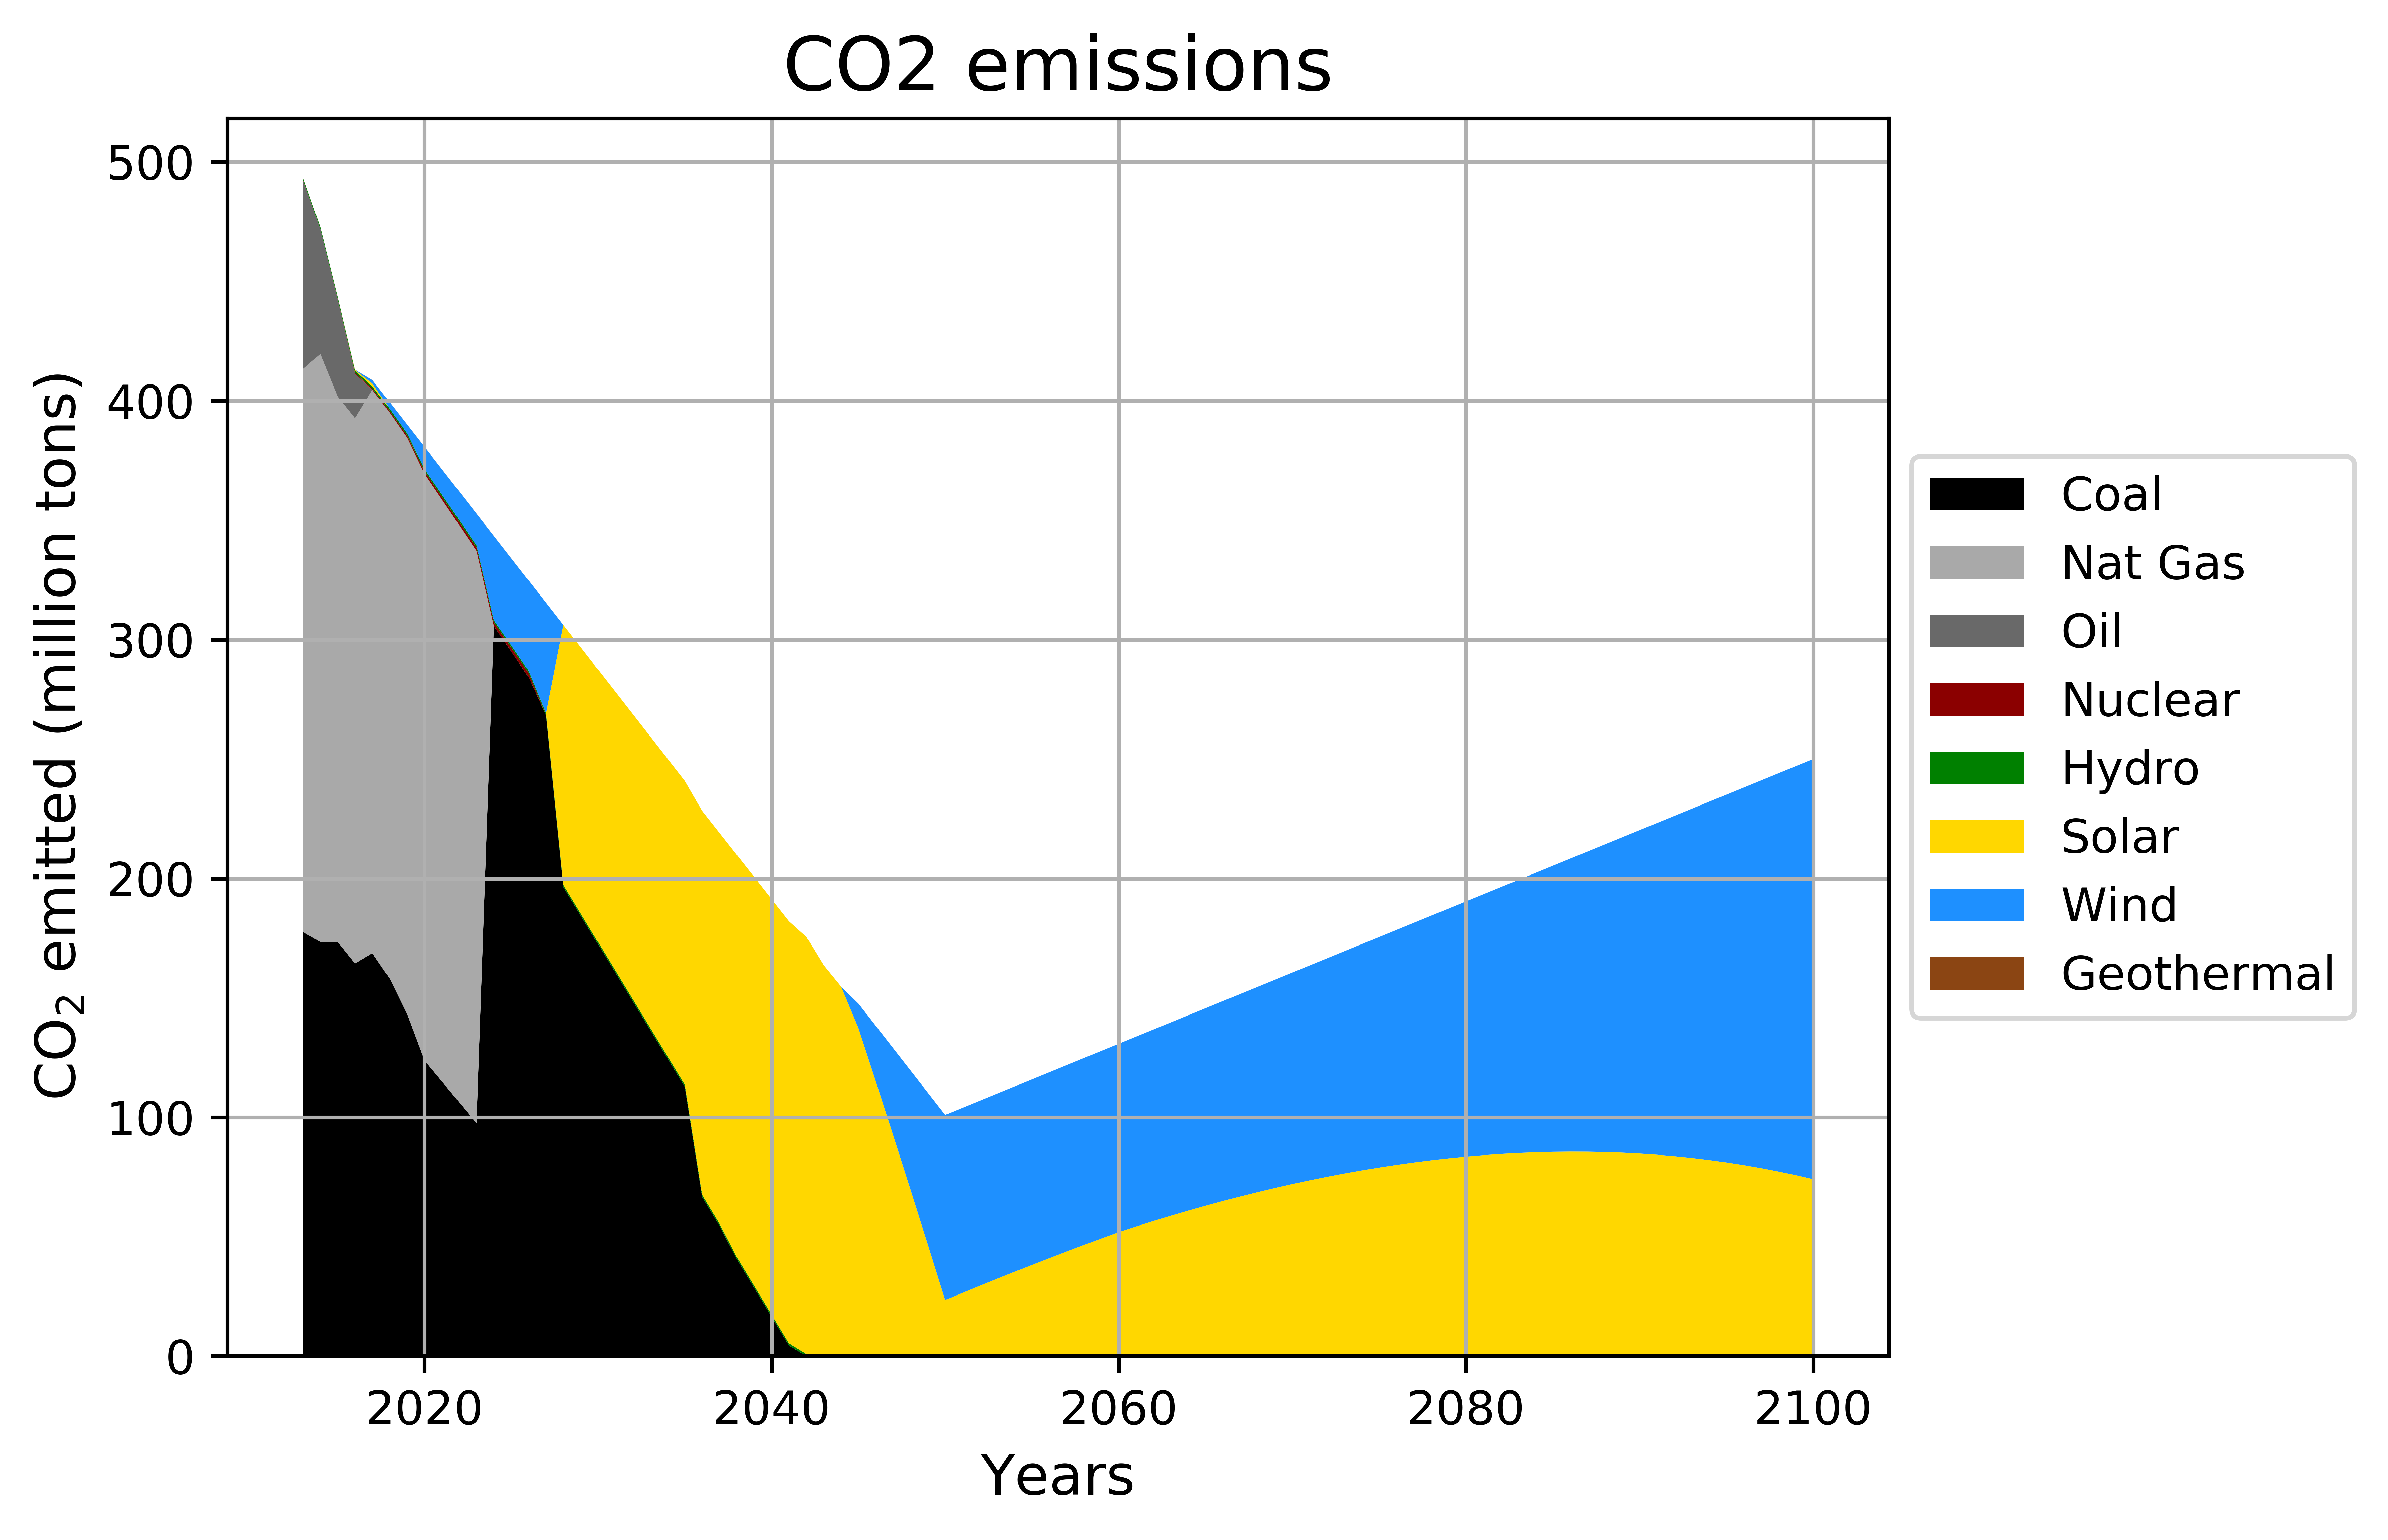 CO2 emissions
CO₂ emitted (million tons)
500
400
300
200
100
0
2020
2040
2060
2080
2100
Years
Coal
Nat Gas
Oil
Nuclear
Hydro
Solar
Wind
Geothermal